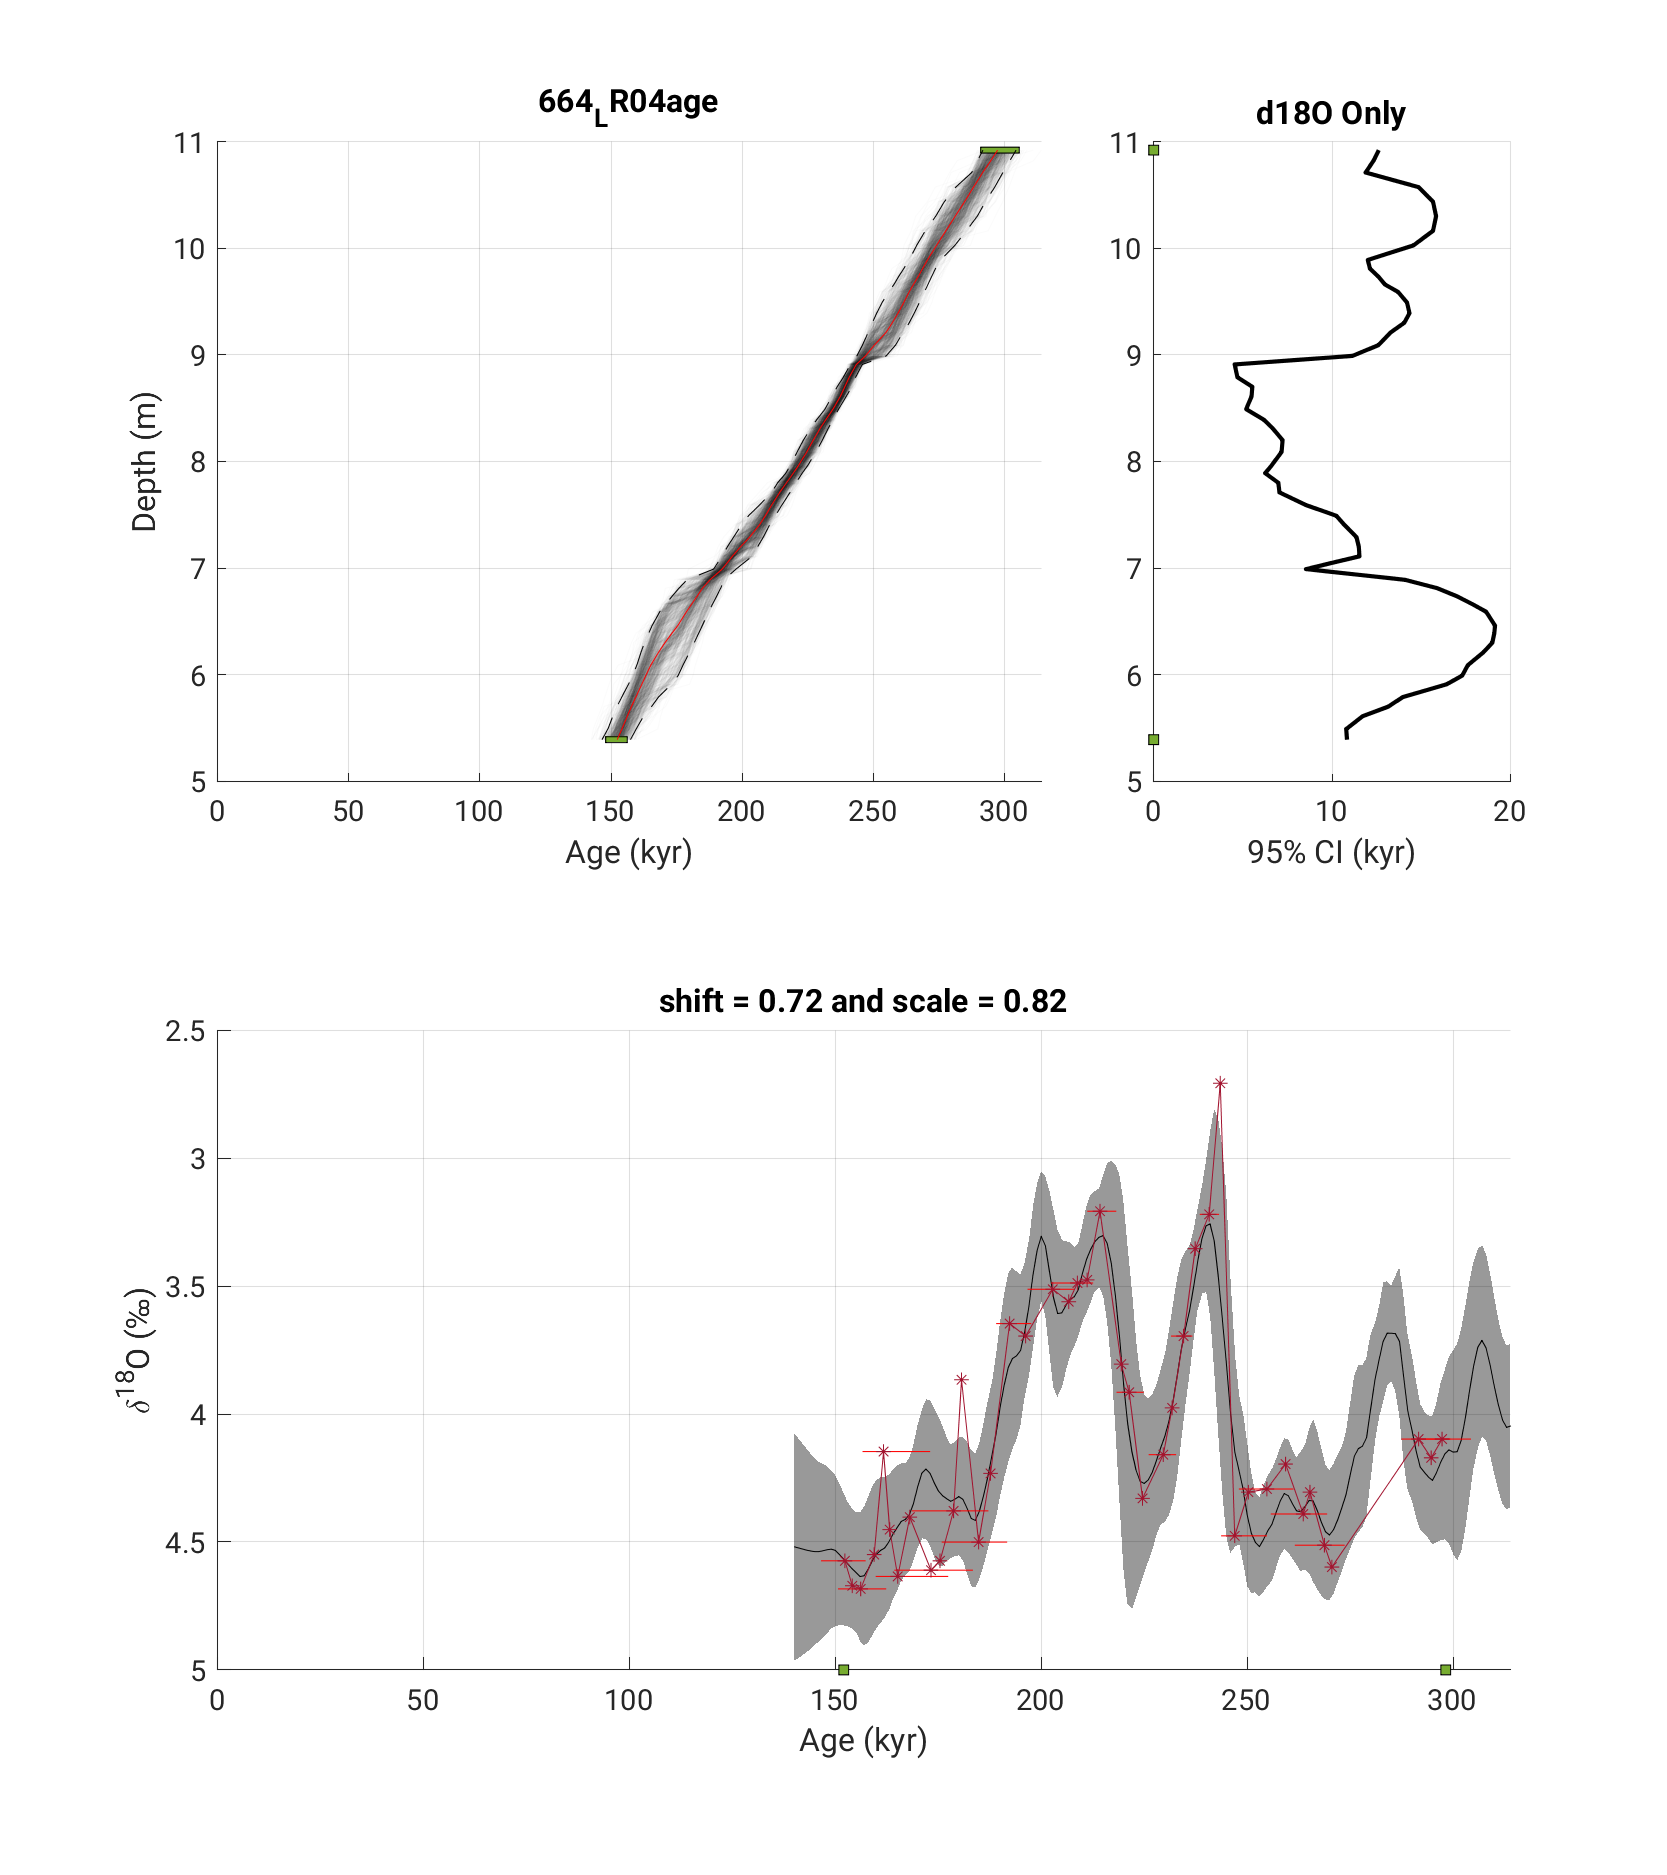 664LR04age
d18O Only
11
10
9
8
7
6
5
Depth (m)
0 50 100 150 200 250 300
Age (kyr)
11
10
9
8
7
6
5
0 10 20
95% CI (kyr)
shift = 0.72 and scale = 0.82
2.5
3
3.5
4
4.5
5
δ18O (‰)
0 50 100 150 200 250 300
Age (kyr)